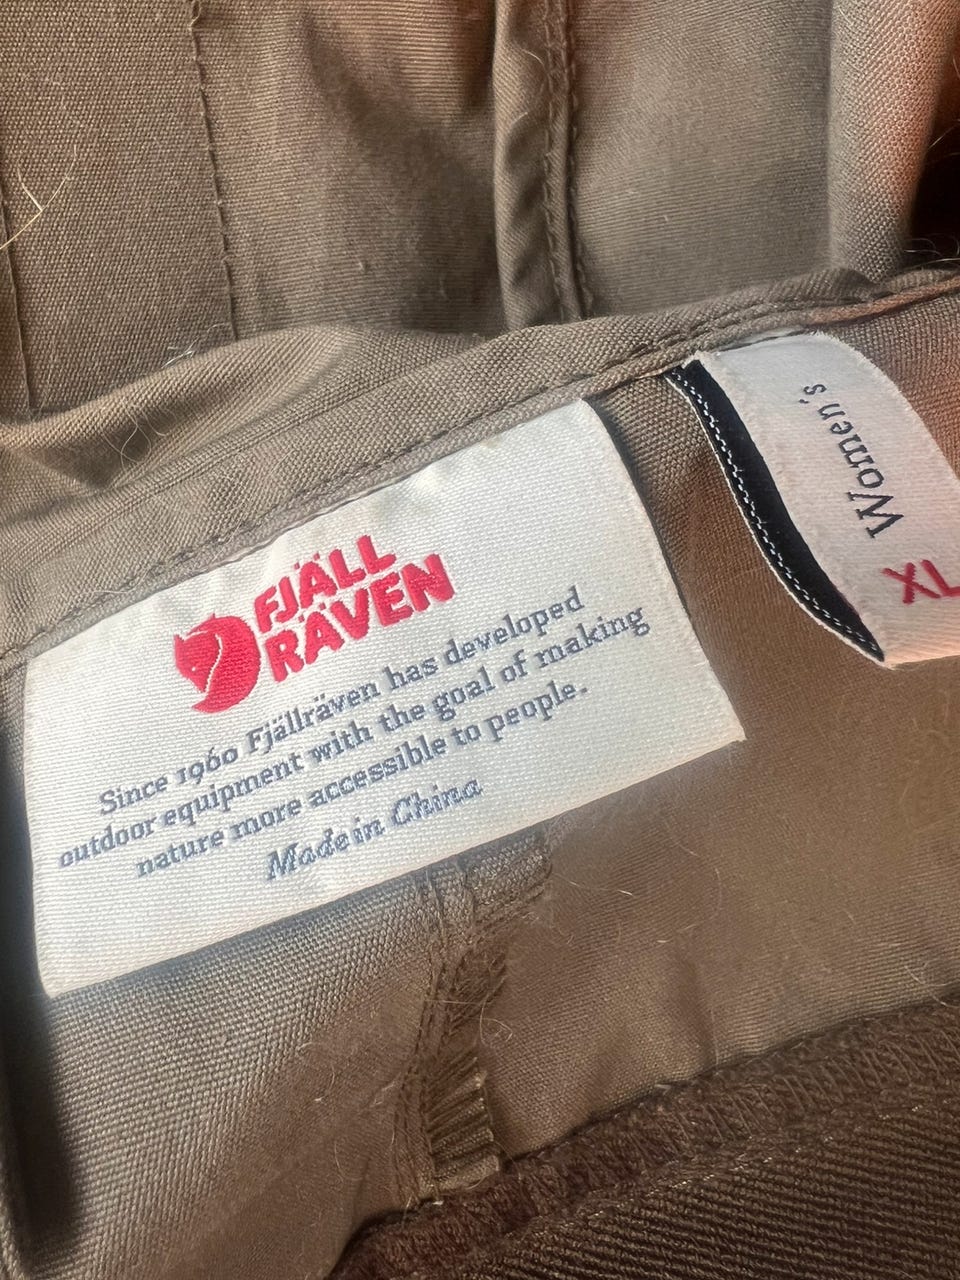 FJÄLL
RÄVEN
Since 1960 Fjällräven has developed
outdoor equipment with the goal of making
nature more accessible to people.
Made in China
Women's
XL